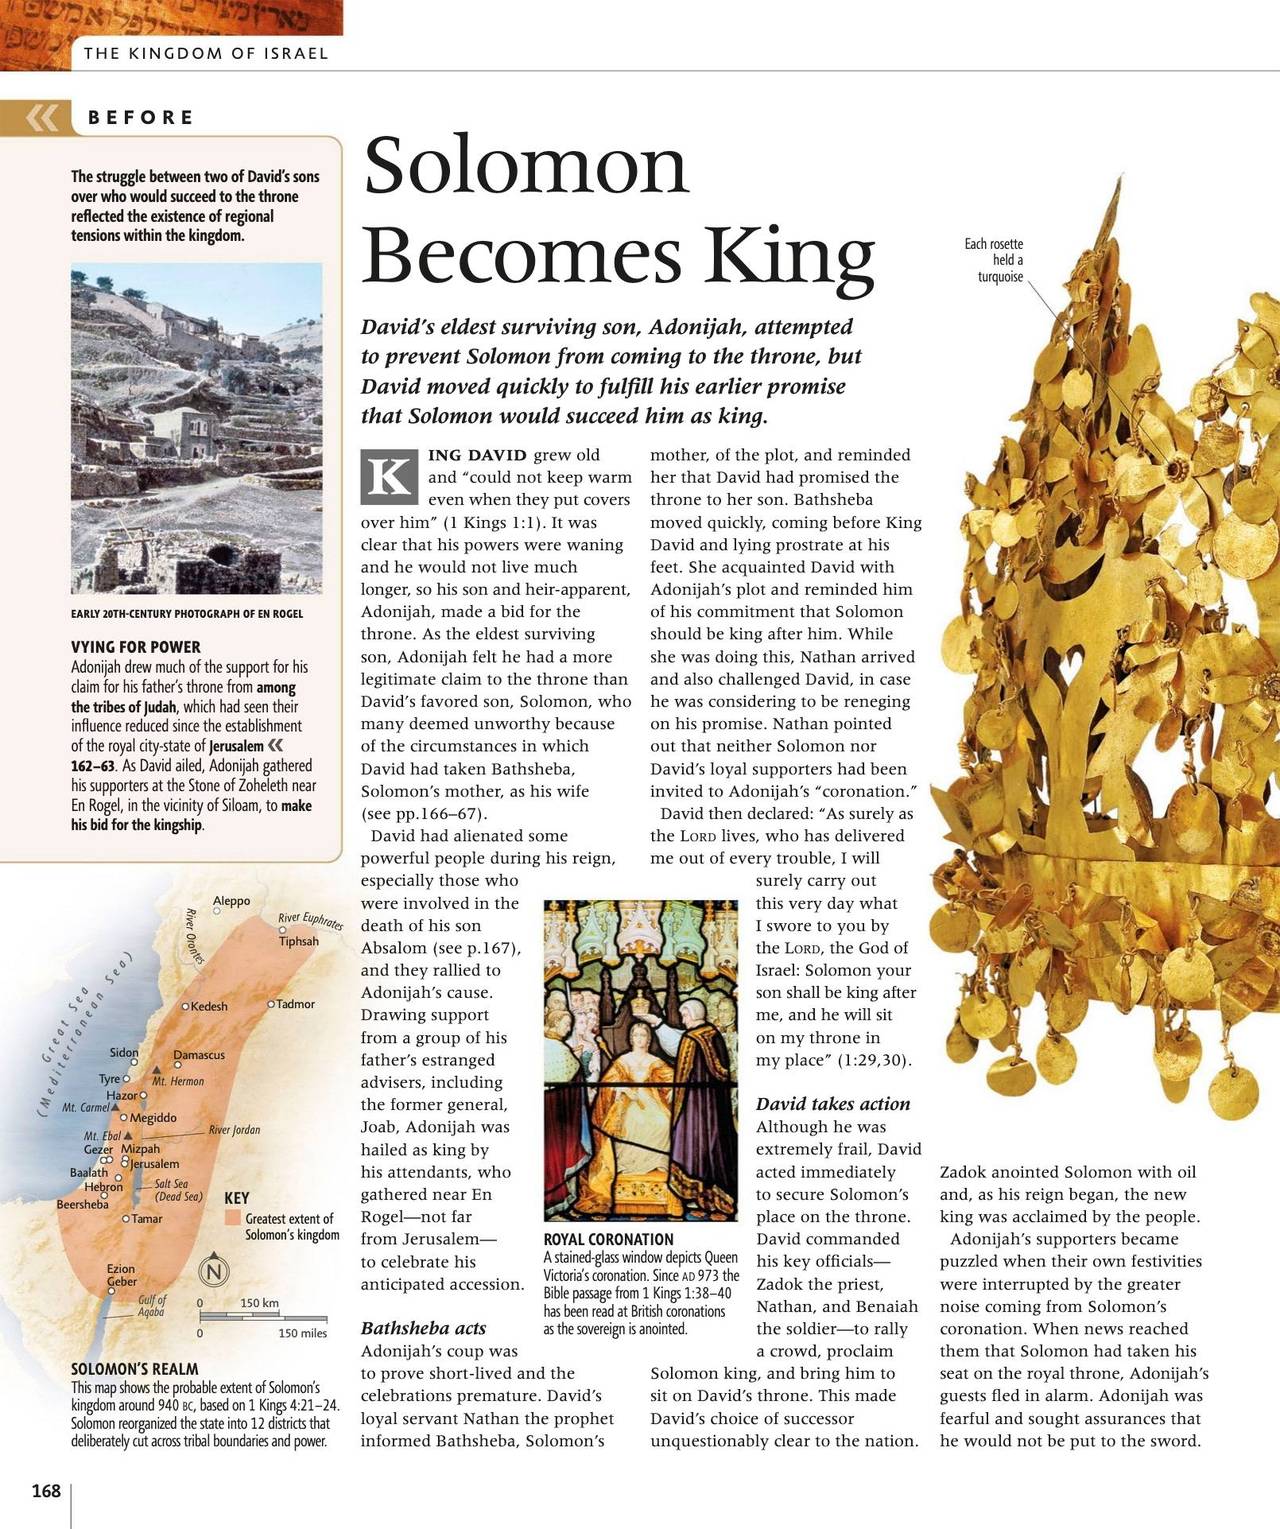 THE KINGDOM OF ISRAEL
BEFORE
The struggle between two of David’s sons
over who would succeed to the throne
reflected the existence of regional
tensions within the kingdom.
EARLY 20TH-CENTURY PHOTOGRAPH OF EN ROGEL
VYING FOR POWER
Adonijah drew much of the support for his
claim for his father’s throne from among
the tribes of Judah, which had seen their
influence reduced since the establishment
of the royal city-state of Jerusalem «
162–63. As David ailed, Adonijah gathered
his supporters at the Stone of Zoheleth near
En Rogel, in the vicinity of Siloam, to make
his bid for the kingship.
Aleppo
River Orontes
River Euphrates
Tiphsah
Great Sea
(Mediterranean Sea)
Kedesh
Tadmor
Sidon
Damascus
Tyre
Mt. Hermon
Hazor
Mt. Carmel
Megiddo
River Jordan
Mt. Ebal
Gezer
Mizpah
Jerusalem
Baalath
Hebron
Salt Sea
(Dead Sea)
Beersheba
Tamar
KEY
Greatest extent of
Solomon’s kingdom
Ezion
Geber
Gulf of
Aqaba
N
0 150 km
0 150 miles
SOLOMON’S REALM
This map shows the probable extent of Solomon’s
kingdom around 940 BC, based on 1 Kings 4:21–24.
Solomon reorganized the state into 12 districts that
deliberately cut across tribal boundaries and power.
168
Solomon
Becomes King
David’s eldest surviving son, Adonijah, attempted
to prevent Solomon from coming to the throne, but
David moved quickly to fulfill his earlier promise
that Solomon would succeed him as king.
KING DAVID grew old
and “could not keep warm
even when they put covers
over him” (1 Kings 1:1). It was
clear that his powers were waning
and he would not live much
longer, so his son and heir-apparent,
Adonijah, made a bid for the
throne. As the eldest surviving
son, Adonijah felt he had a more
legitimate claim to the throne than
David’s favored son, Solomon, who
many deemed unworthy because
of the circumstances in which
David had taken Bathsheba,
Solomon’s mother, as his wife
(see pp.166–67).
David had alienated some
powerful people during his reign,
especially those who
were involved in the
death of his son
Absalom (see p.167),
and they rallied to
Adonijah’s cause.
Drawing support
from a group of his
father’s estranged
advisers, including
the former general,
Joab, Adonijah was
hailed as king by
his attendants, who
gathered near En
Rogel—not far
from Jerusalem—
to celebrate his
anticipated accession.
Bathsheba acts
Adonijah’s coup was
to prove short-lived and the
celebrations premature. David’s
loyal servant Nathan the prophet
informed Bathsheba, Solomon’s
mother, of the plot, and reminded
her that David had promised the
throne to her son. Bathsheba
moved quickly, coming before King
David and lying prostrate at his
feet. She acquainted David with
Adonijah’s plot and reminded him
of his commitment that Solomon
should be king after him. While
she was doing this, Nathan arrived
and also challenged David, in case
he was considering to be reneging
on his promise. Nathan pointed
out that neither Solomon nor
David’s loyal supporters had been
invited to Adonijah’s “coronation.”
David then declared: “As surely as
the LORD lives, who has delivered
me out of every trouble, I will
surely carry out
this very day what
I swore to you by
the LORD, the God of
Israel: Solomon your
son shall be king after
me, and he will sit
on my throne in
my place” (1:29,30).
David takes action
Although he was
extremely frail, David
acted immediately
to secure Solomon’s
place on the throne.
David commanded
his key officials—
Zadok the priest,
Nathan, and Benaiah
the soldier—to rally
a crowd, proclaim
Solomon king, and bring him to
sit on David’s throne. This made
David’s choice of successor
unquestionably clear to the nation.
ROYAL CORONATION
A stained-glass window depicts Queen
Victoria’s coronation. Since AD 973 the
Bible passage from 1 Kings 1:38–40
has been read at British coronations
as the sovereign is anointed.
Each rosette
held a
turquoise
Zadok anointed Solomon with oil
and, as his reign began, the new
king was acclaimed by the people.
Adonijah’s supporters became
puzzled when their own festivities
were interrupted by the greater
noise coming from Solomon’s
coronation. When news reached
them that Solomon had taken his
seat on the royal throne, Adonijah’s
guests fled in alarm. Adonijah was
fearful and sought assurances that
he would not be put to the sword.